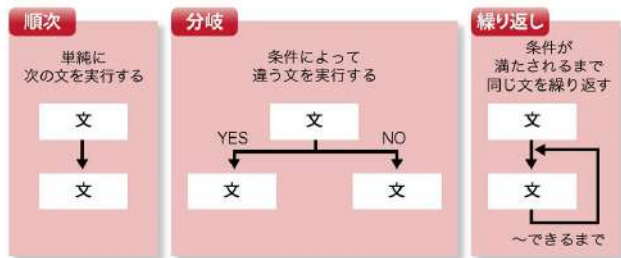 順次
単純に
次の文を実行する
文
文
分岐
条件によって
違う文を実行する
文
YES
NO
文
文
繰り返し
条件が
満たされるまで
同じ文を繰り返す
文
文
～できるまで